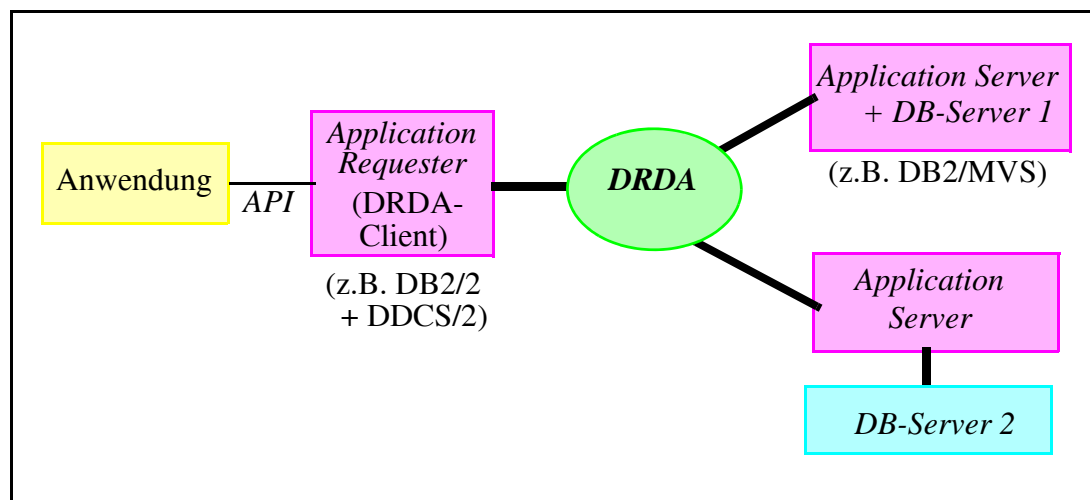 Anwendung
API
Application
Requester
(DRDA-
Client)
(z.B. DB2/2
+ DDCS/2)
DRDA
Application Server
+ DB-Server 1
(z.B. DB2/MVS)
Application
Server
DB-Server 2